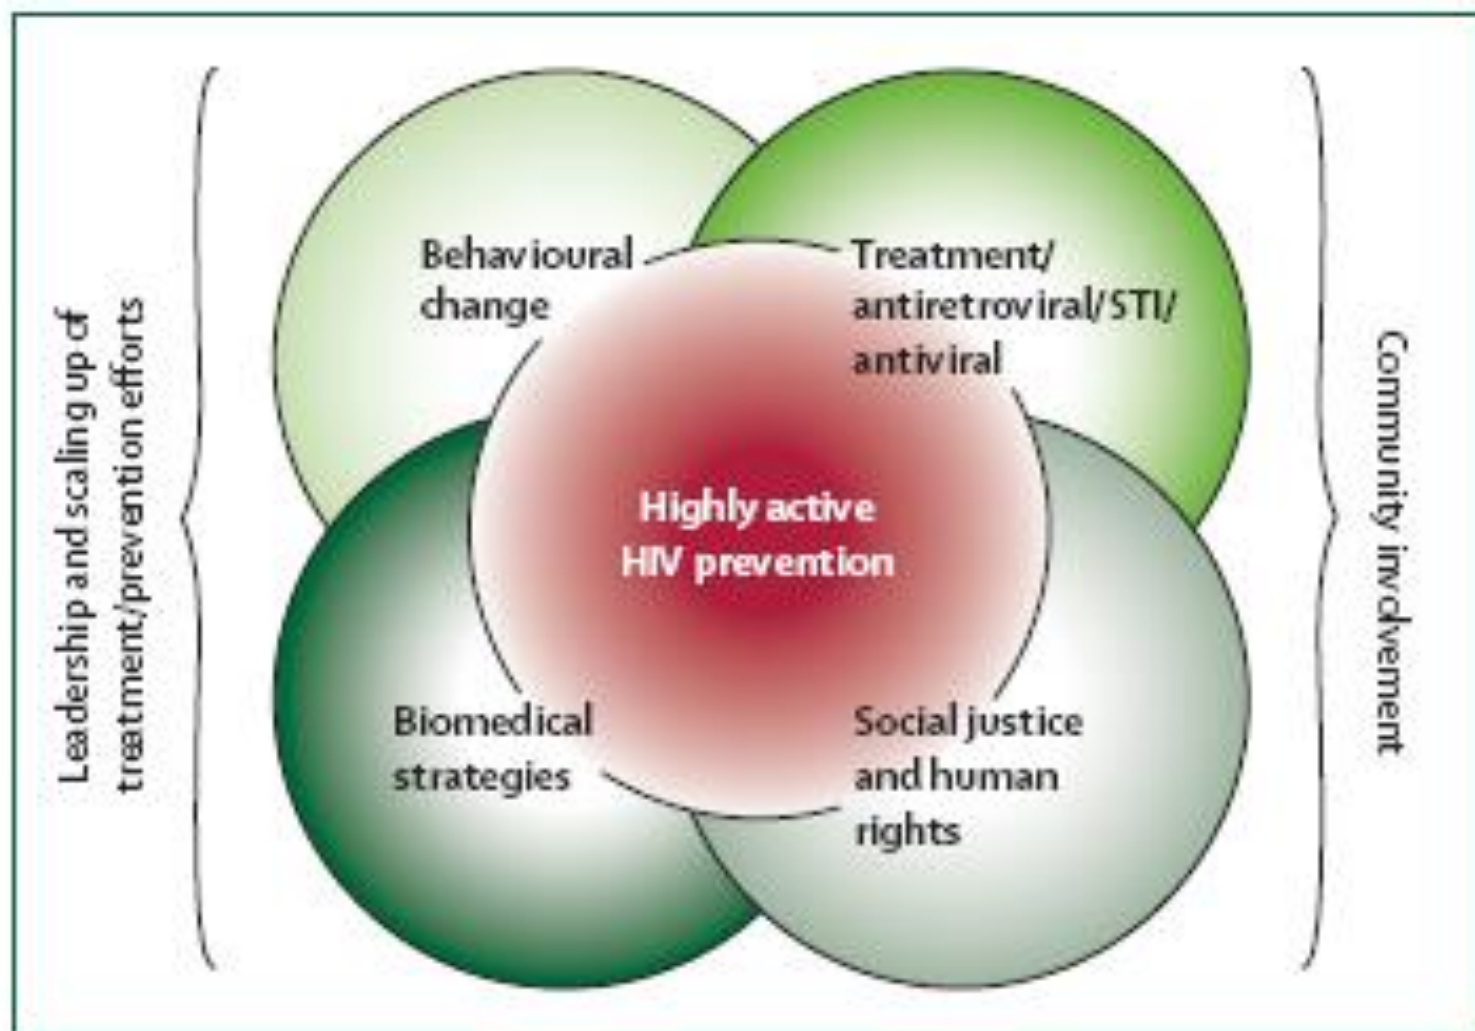 Leadership and scaling up of
treatment/prevention efforts
Behavioural
change
Treatment/
antiretroviral/STI/
antiviral
Highly active
HIV prevention
Biomedical
strategies
Social justice
and human
rights
Community involvement